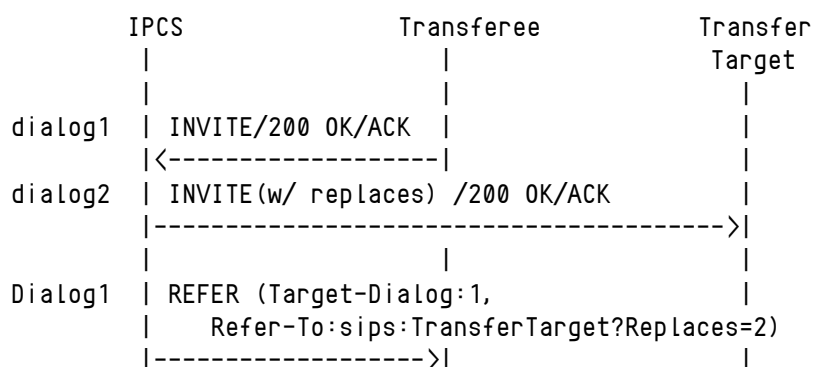 IPCS Transferee Transfer
Target
dialog1 INVITE/200 OK/ACK
dialog2 INVITE(w/ replaces) /200 OK/ACK
Dialog1 REFER (Target-Dialog:1,
Refer-To:sips:TransferTarget?Replaces=2)